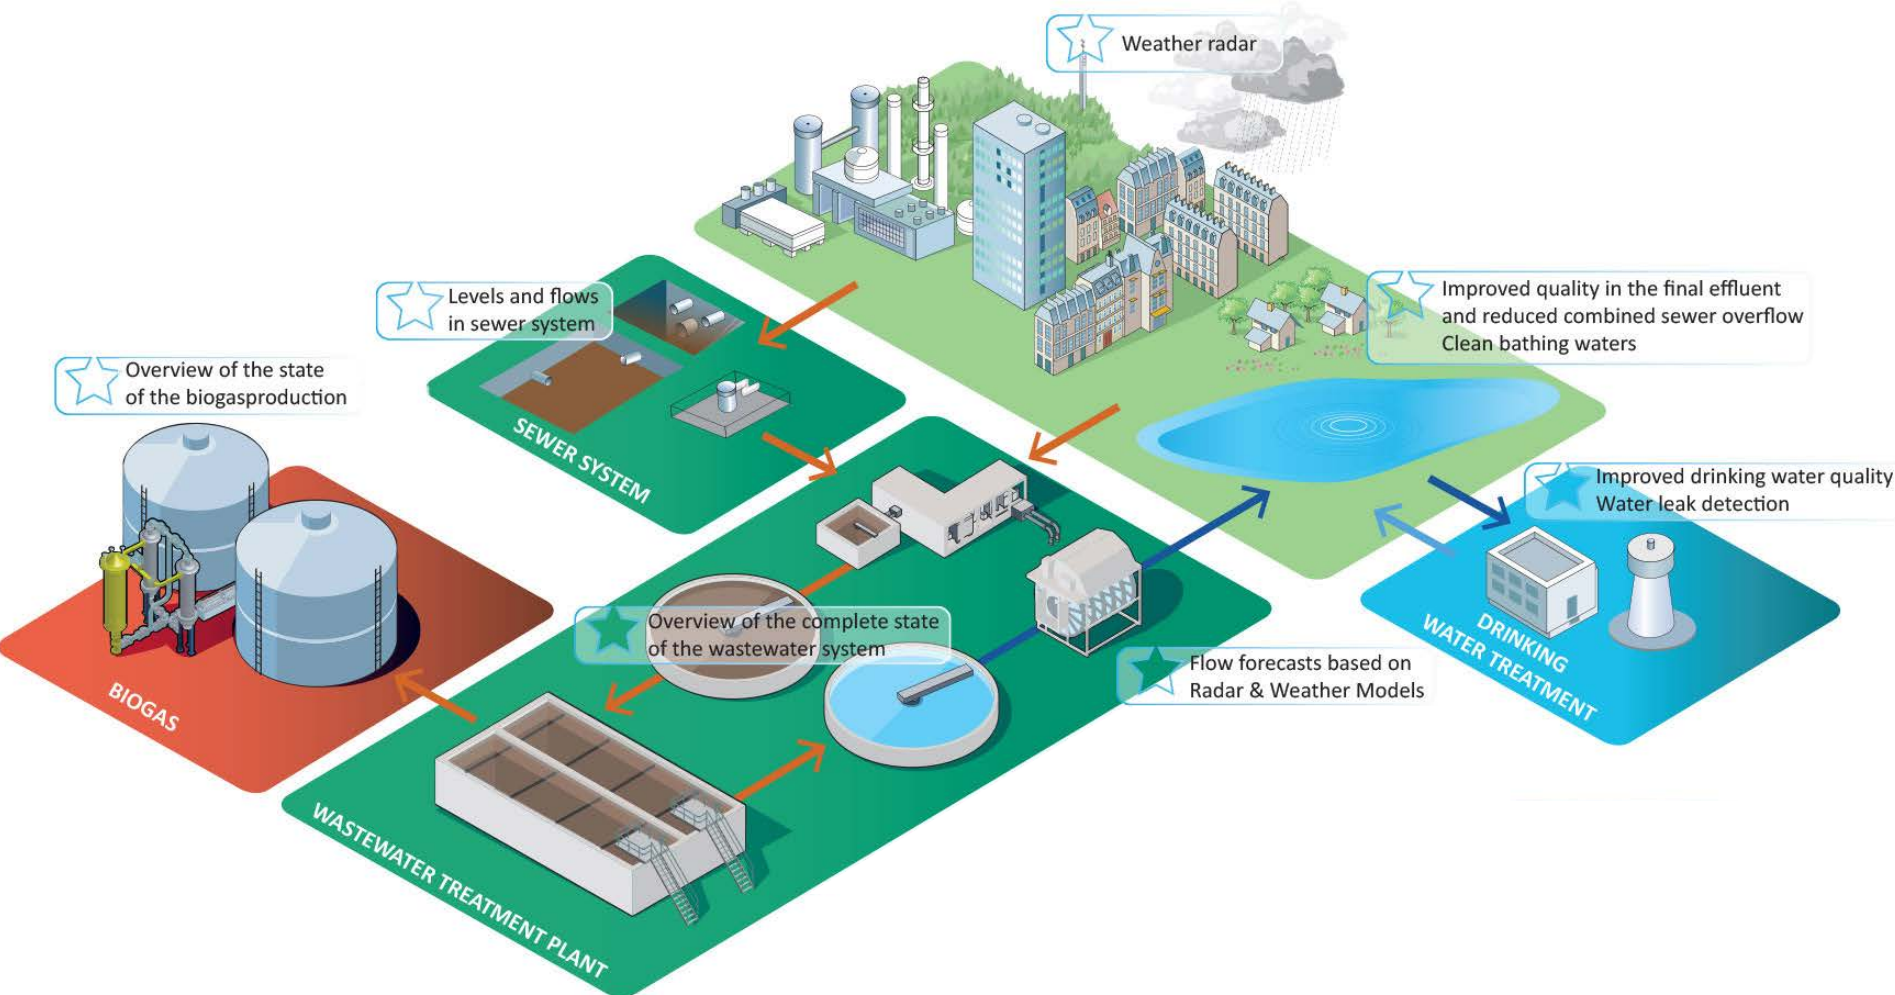 Weather radar
Levels and flows
in sewer system
Improved quality in the final effluent
and reduced combined sewer overflow
Clean bathing waters
Overview of the state
of the biogasproduction
SEWER SYSTEM
Improved drinking water quality
Water leak detection
Overview of the complete state
of the wastewater system
Flow forecasts based on
Radar & Weather Models
DRINKING
WATER TREATMENT
BIOGAS
WASTEWATER TREATMENT PLANT